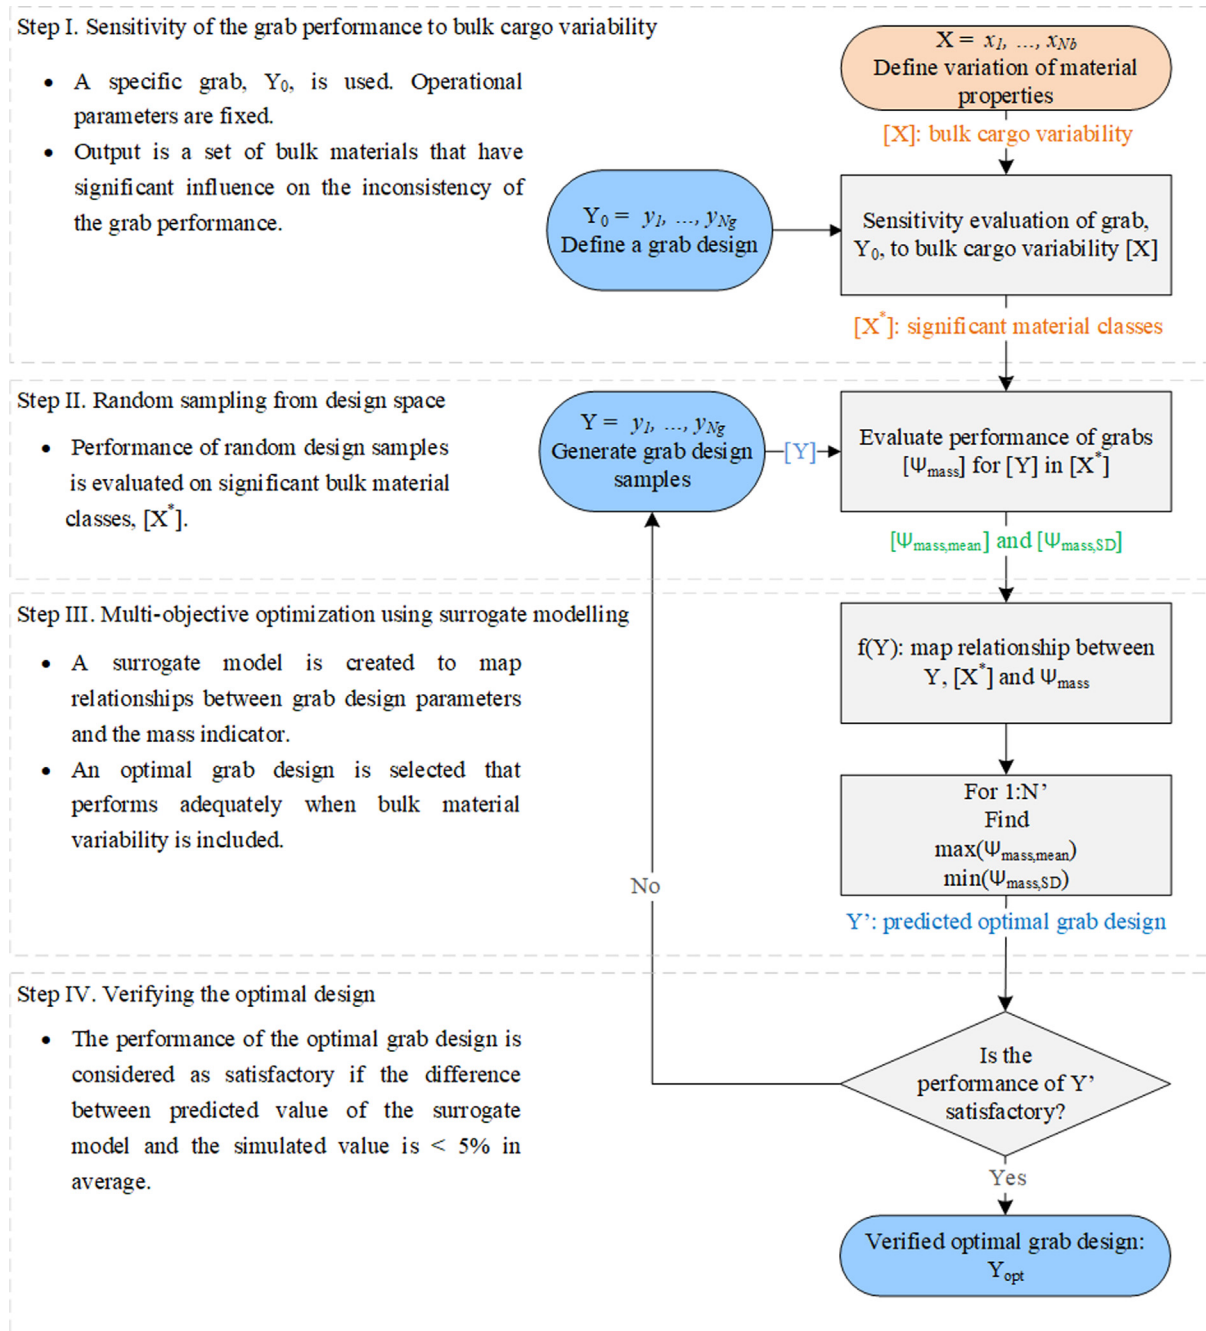 Step I. Sensitivity of the grab performance to bulk cargo variability
• A specific grab, Y₀, is used. Operational
parameters are fixed.
• Output is a set of bulk materials that have
significant influence on the inconsistency of
the grab performance.
X = x₁, ..., x_Nb
Define variation of material
properties
[X]: bulk cargo variability
Y₀ = y₁, ..., y_Ng
Define a grab design
Sensitivity evaluation of grab,
Y₀, to bulk cargo variability [X]
[X*]: significant material classes
Step II. Random sampling from design space
• Performance of random design samples
is evaluated on significant bulk material
classes, [X*].
Y = y₁, ..., y_Ng
Generate grab design
samples
[Y]
Evaluate performance of grabs
[Ψmass] for [Y] in [X*]
[Ψmass,mean] and [Ψmass,SD]
Step III. Multi-objective optimization using surrogate modelling
• A surrogate model is created to map
relationships between grab design parameters
and the mass indicator.
• An optimal grab design is selected that
performs adequately when bulk material
variability is included.
f(Y): map relationship between
Y, [X*] and Ψmass
For 1:N’
Find
max(Ψmass,mean)
min(Ψmass,SD)
No
Y’: predicted optimal grab design
Step IV. Verifying the optimal design
• The performance of the optimal grab design is
considered as satisfactory if the difference
between predicted value of the surrogate
model and the simulated value is < 5% in
average.
Is the
performance of Y’
satisfactory?
Yes
Verified optimal grab design:
Yopt